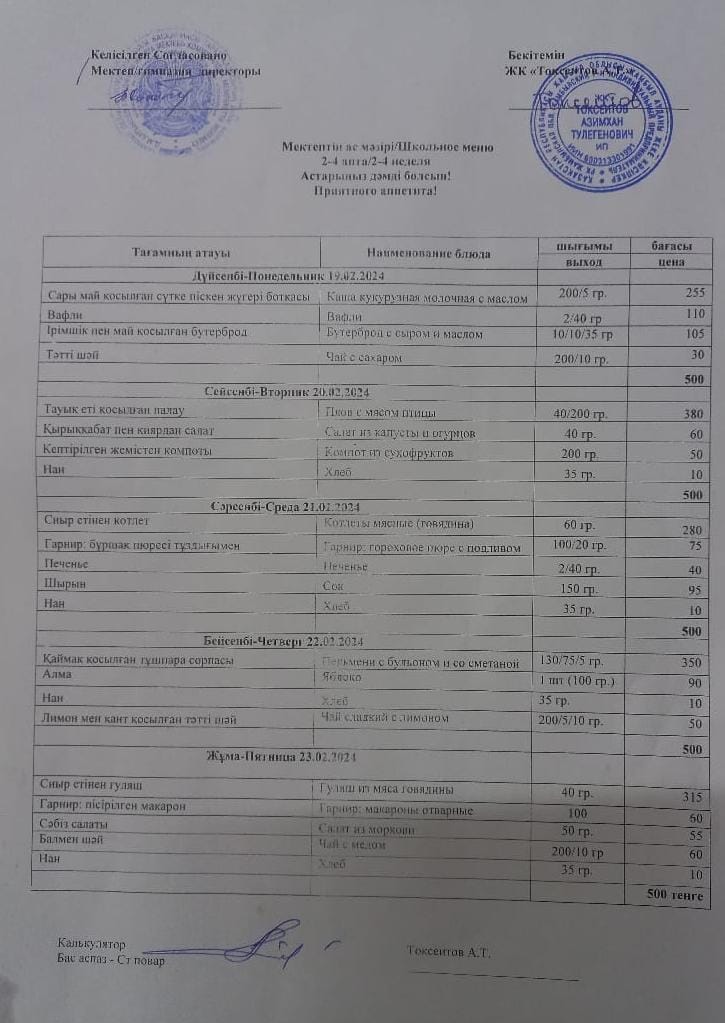 Келісілген Согласовано
Мектеп/гимназия директоры
Бекітемін
ЖК «Токсеитов А.Т.»
ЖК
ТОКСЕИТОВ
АЗИМХАН
ТУЛЕГЕНОВИЧ
ИП
Мектептің ас мәзірі/Школьное меню
2-4 апта/2-4 неделя
Астарыңыз дәмді болсын!
Приятного аппетита!
Тағамның атауы Наименование блюда шығымы бағасы
выход цена
Дүйсенбі-Понедельник 19.02.2024
Сары май қосылған сүтке піскен жүгері боткасы Каша кукурузная молочная с маслом 200/5 гр. 255
Вафли Вафли 2/40 гр 110
Ірімшік пен май қосылған бутерброд Бутерброд с сыром и маслом 10/10/35 гр 105
Тәтті шәй Чай с сахаром 200/10 гр. 30
500
Сейсенбі-Вторник 20.02.2024
Тауық еті қосылған палау Плов с мясом птицы 40/200 гр. 380
Қырыққабат пен киярдан салат Салат из капусты и огурцов 40 гр. 60
Кептірілген жемістен компоты Компот из сухофруктов 200 гр. 50
Нан Хлеб 35 гр. 10
500
Сәрсенбі-Среда 21.02.2024
Сиыр етінен котлет Котлеты мясные (говядина) 60 гр. 280
Гарнир: бұршақ пюресі тұздығымен Гарнир: гороховое пюре с подливом 100/20 гр. 75
Печенье Печенье 2/40 гр. 40
Шырын Сок 150 гр. 95
Нан Хлеб 35 гр. 10
500
Бейсенбі-Четверг 22.02.2024
Қаймак қосылған тұшпара сорпасы Пельмени с бульоном и со сметаной 130/75/5 гр. 350
Алма Яблоко 1 шт (100 гр.) 90
Нан Хлеб 35 гр. 10
Лимон мен кант қосылған тәтті шәй Чай сладкий с лимоном 200/5/10 гр. 50
500
Жұма-Пятница 23.02.2024
Сиыр етінен гуляш Гуляш из мяса говядины 40 гр. 315
Гарнир: пісірілген макарон Гарнир: макароны отварные 100 60
Сәбіз салаты Салат из моркови 50 гр. 55
Балмен шәй Чай с медом 200/10 гр 60
Нан Хлеб 35 гр. 10
500 тенге
Калькулятор
Бас аспаз - Ст повар
Токсеитов А.Т.